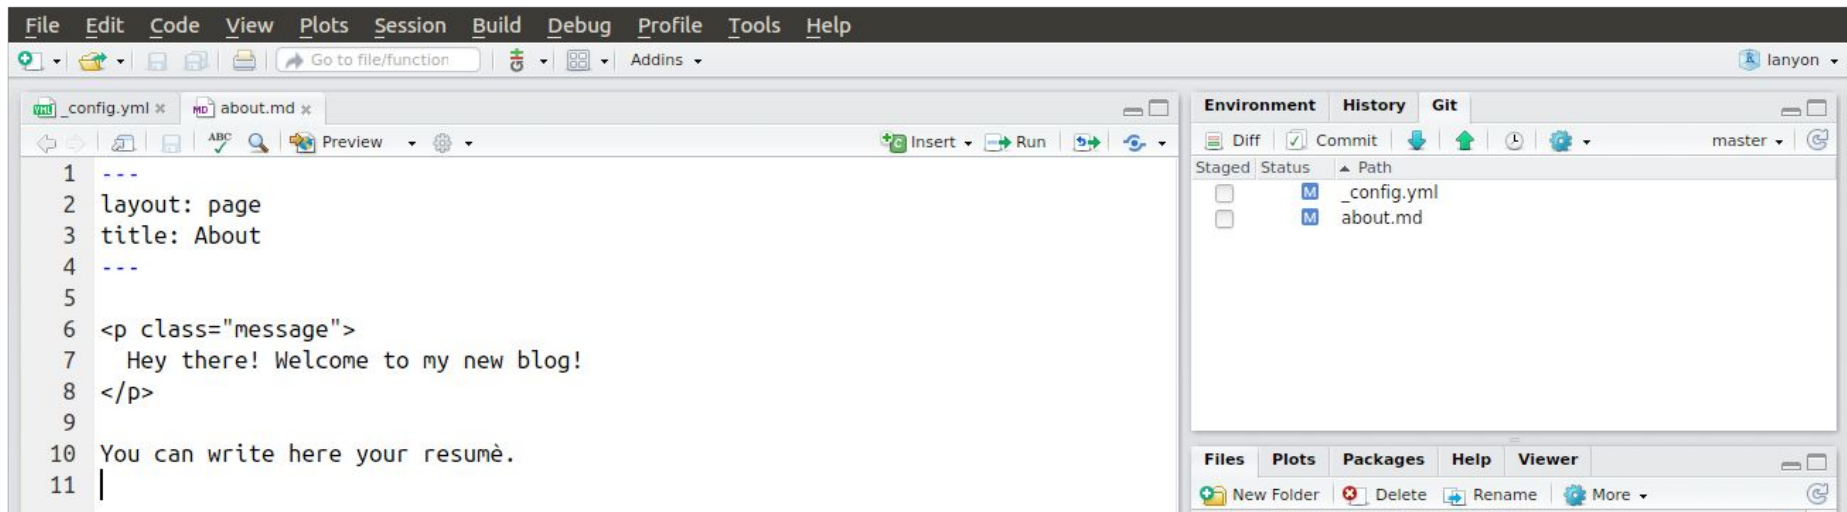 File Edit Code View Plots Session Build Debug Profile Tools Help
Go to file/function Addins lanyon
_config.yml about.md
ABC Preview Insert Run
1 ---
2 layout: page
3 title: About
4 ---
5
6 <p class="message">
7 Hey there! Welcome to my new blog!
8 </p>
9
10 You can write here your resumè.
11
Environment History Git
Diff Commit master
Staged Status Path
M _config.yml
M about.md
Files Plots Packages Help Viewer
New Folder Delete Rename More